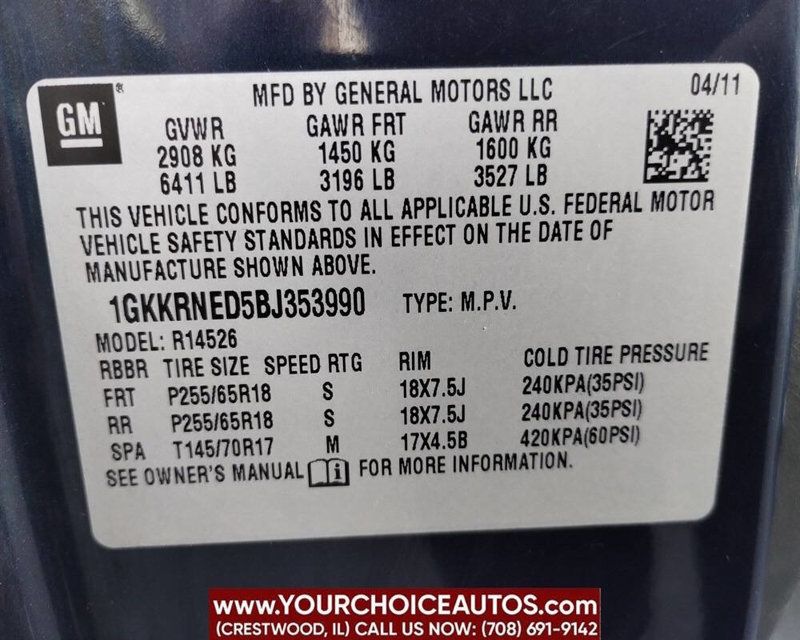 GM ® MFD BY GENERAL MOTORS LLC 04/11
GVWR GAWR FRT GAWR RR
2908 KG 1450 KG 1600 KG
6411 LB 3196 LB 3527 LB
THIS VEHICLE CONFORMS TO ALL APPLICABLE U.S. FEDERAL MOTOR
VEHICLE SAFETY STANDARDS IN EFFECT ON THE DATE OF
MANUFACTURE SHOWN ABOVE.
1GKKRNED5BJ353990 TYPE: M.P.V.
MODEL: R14526
RBBR TIRE SIZE SPEED RTG RIM COLD TIRE PRESSURE
FRT P255/65R18 S 18X7.5J 240KPA(35PSI)
RR P255/65R18 S 18X7.5J 240KPA(35PSI)
SPA T145/70R17 M 17X4.5B 420KPA(60PSI)
SEE OWNER'S MANUAL i FOR MORE INFORMATION.
www.YOURCHOICEAUTOS.com
(CRESTWOOD, IL) CALL US NOW: (708) 691-9142